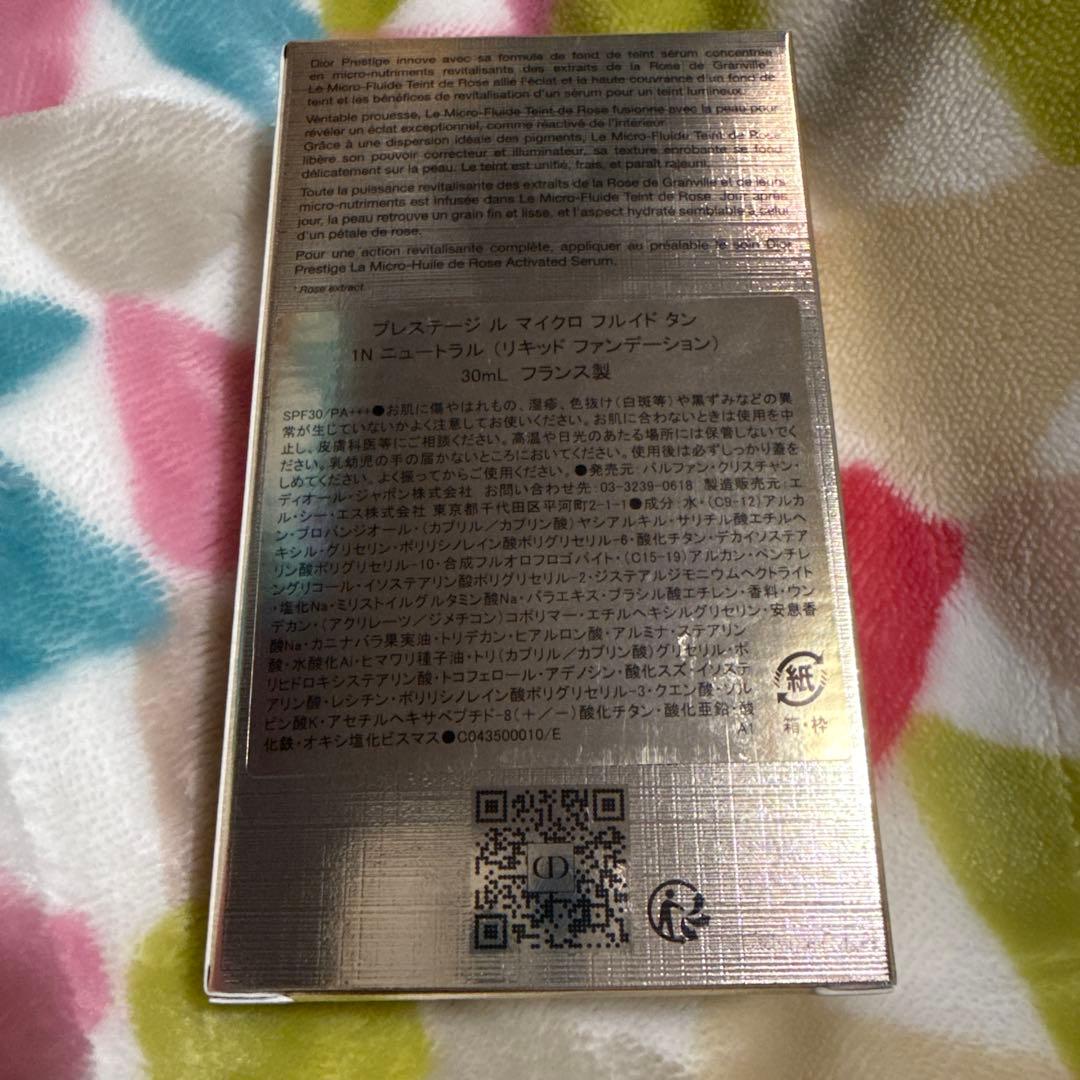 Dior Prestige innove avec sa formule de fond de teint sérum concentrée
en micro-nutriments revitalisants des extraits de la Rose de Granville*.
Le Micro-Fluide Teint de Rose allie l'éclat et la haute couvrance d'un fond de
teint et les bénéfices de revitalisation d'un sérum pour un teint lumineux.
Véritable prouesse, Le Micro-Fluide Teint de Rose fusionne avec la peau pour
révéler un éclat exceptionnel, comme réactivé de l'intérieur.
Grâce à une dispersion idéale des pigments, Le Micro-Fluide Teint de Rose
libère son pouvoir correcteur et illuminateur, sa texture enrobante se fond
délicatement sur la peau. Le teint est unifié, frais, et paraît rajeuni.
Toute la puissance revitalisante des extraits de la Rose de Granville et de leurs
micro-nutriments est infusée dans Le Micro-Fluide Teint de Rose. Jour après
jour, la peau retrouve un grain fin et lisse, et l'aspect hydraté semblable à celui
d'un pétale de rose.
Pour une action revitalisante complète, appliquer au préalable le soin Dior
Prestige La Micro-Huile de Rose Activated Serum.
*Rose extract
プレステージ ル マイクロ フルイド タン
1N ニュートラル (リキッド ファンデーション)
30mL フランス製
SPF30/PA+++●お肌に傷やはれもの、湿疹、色抜け(白斑等)や黒ずみなどの異
常が生じていないかよく注意してお使いください。お肌に合わないときは使用を中
止し、皮膚科医等にご相談ください。高温や日光のあたる場所には保管しないでく
ださい。乳幼児の手の届かないところにおいてください。使用後は必ずしっかり蓋を
しめてください。よく振ってからご使用ください。●発売元:パルファン・クリスチャン・
ディオール・ジャポン株式会社 お問い合わせ先:03-3239-0618 製造販売元:エ
ル・シー・エス株式会社 東京都千代田区平河町2-1-1●成分:水・(C9-12)アルカ
ン・プロパンジオール・(カプリル/カプリン酸)ヤシアルキル・サリチル酸エチルヘ
キシル・グリセリン・ポリリシノレイン酸ポリグリセリル-6・酸化チタン・デカイソステア
リン酸ポリグリセリル-10・合成フルオロフロゴパイト・(C15-19)アルカン・ペンチレ
ングリコール・イソステアリン酸ポリグリセリル-2・ジステアルジモニウムヘクトライト
・塩化Na・ミリストイルグルタミン酸Na・バラエキス・ブラシル酸エチレン・香料・ウン
デカン・(アクリレーツ/ジメチコン)コポリマー・エチルヘキシルグリセリン・安息香
酸Na・カニナバラ果実油・トリデカン・ヒアルロン酸・アルミナ・ステアリン
酸・水酸化Al・ヒマワリ種子油・トリ(カプリル/カプリン酸)グリセリル・ポ
リヒドロキシステアリン酸・トコフェロール・アデノシン・酸化スズ・イソステ
アリン酸・レシチン・ポリリシノレイン酸ポリグリセリル-3・クエン酸・ソル
ビン酸K・アセチルヘキサペプチド-8(+/-)酸化チタン・酸化亜鉛・酸
化鉄・オキシ塩化ビスマス●C043500010/E
A1
紙
箱・枠
CD